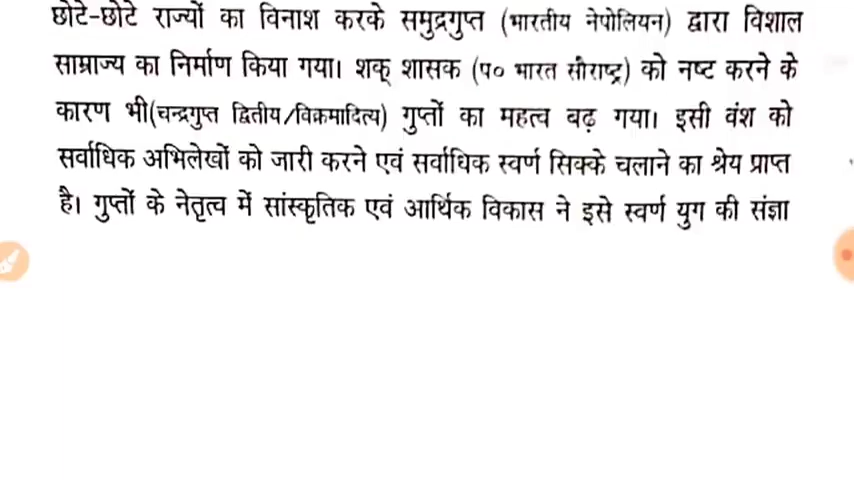 छोटे-छोटे राज्यों का विनाश करके समुद्रगुप्त (भारतीय नेपोलियन) द्वारा विशाल
साम्राज्य का निर्माण किया गया। शक् शासक (प० भारत सौराष्ट्र) को नष्ट करने के
कारण भी(चन्द्रगुप्त द्वितीय/विक्रमादित्य) गुप्तों का महत्व बढ़ गया। इसी वंश को
सर्वाधिक अभिलेखों को जारी करने एवं सर्वाधिक स्वर्ण सिक्के चलाने का श्रेय प्राप्त
है। गुप्तों के नेतृत्व में सांस्कृतिक एवं आर्थिक विकास ने इसे स्वर्ण युग की संज्ञा